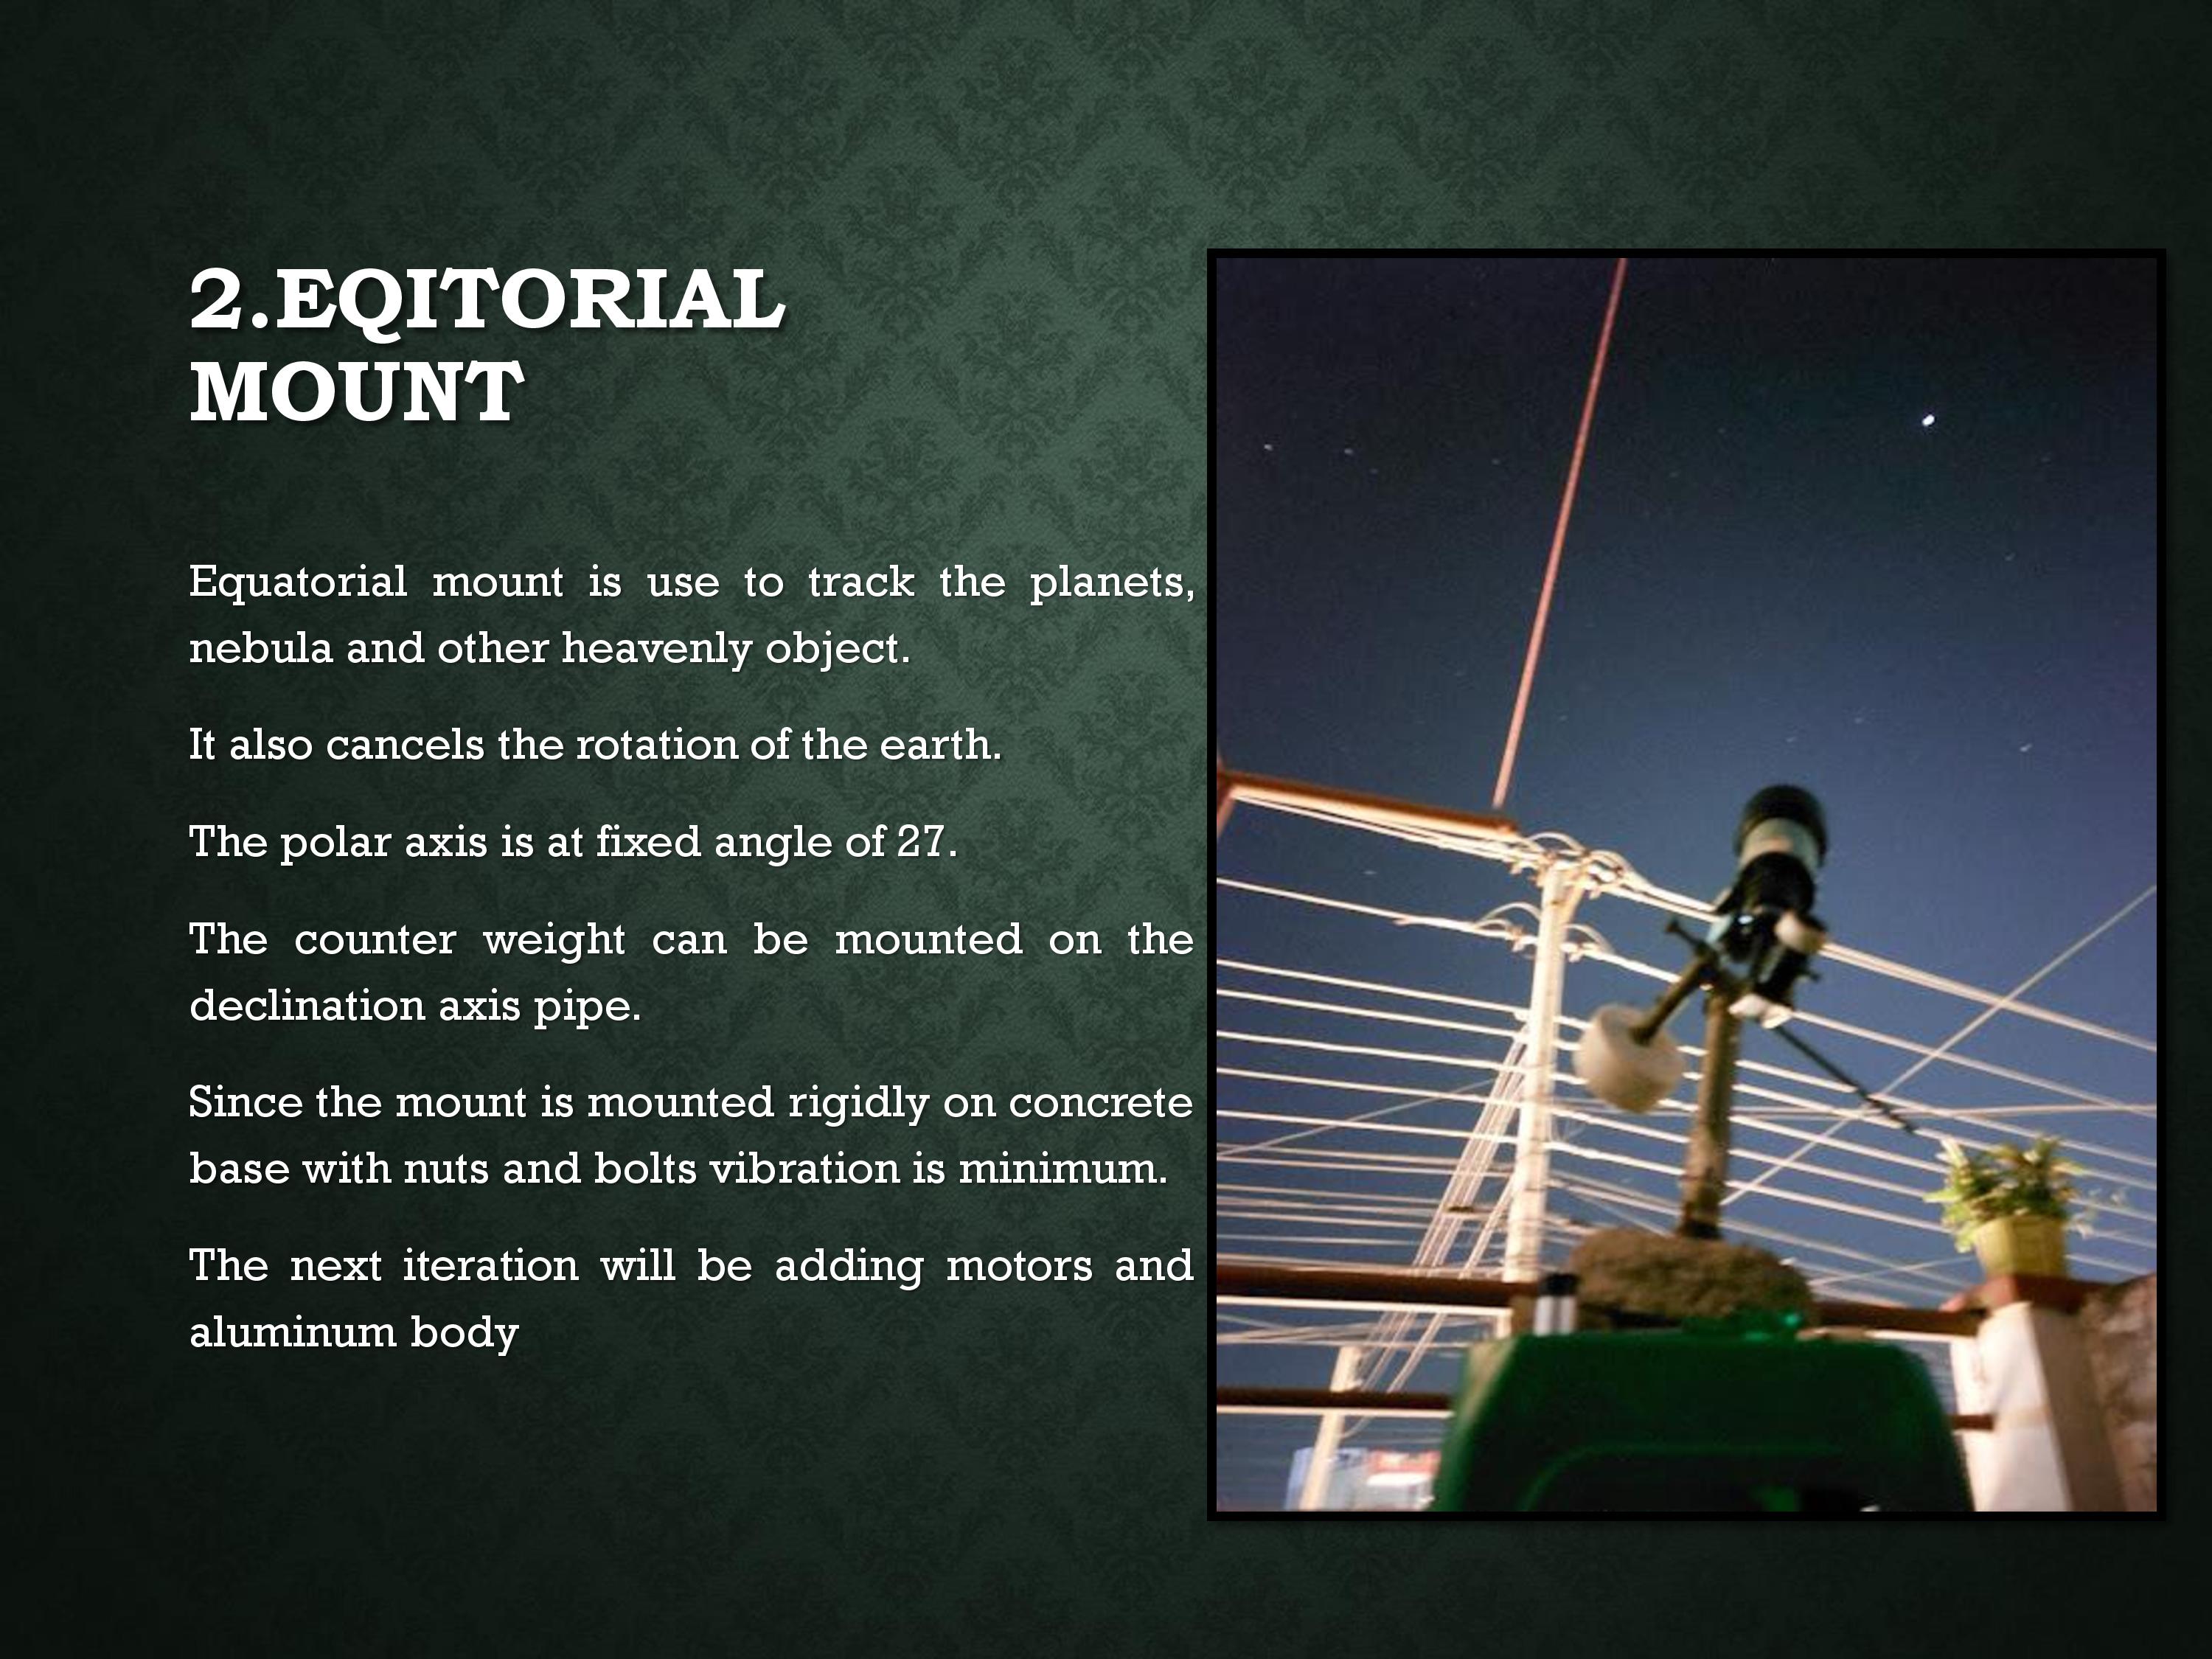 2.EQITORIAL
MOUNT
Equatorial mount is use to track the planets,
nebula and other heavenly object.
It also cancels the rotation of the earth.
The polar axis is at fixed angle of 27.
The counter weight can be mounted on the
declination axis pipe.
Since the mount is mounted rigidly on concrete
base with nuts and bolts vibration is minimum.
The next iteration will be adding motors and
aluminum body